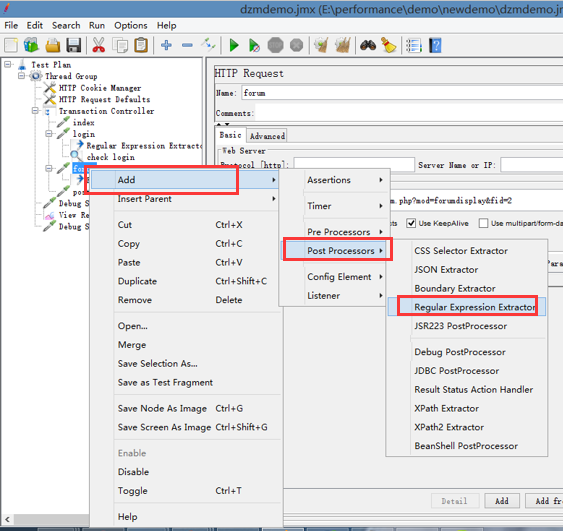 dzmdemo.jmx (E:\performance\demo\newdemo\dzmdemo.jm
File Edit Search Run Options Help
Test Plan
Thread Group
HTTP Cookie Manager
HTTP Request Defaults
Transaction Controller
index
login
Regular Expression Extractor
check login
Debug S
View Re
Debug S
HTTP Request
Name: forum
Comments:
Basic Advanced
Web Server
Protocol [http]: Server Name or IP:
.php?mod=forumdisplay&fid=2
Use KeepAlive Use multipart/form-da
Para
Detail Add Add fro
Add
Insert Parent
Cut Ctrl+X
Copy Ctrl+C
Paste Ctrl+V
Duplicate Ctrl+Shift+C
Remove Delete
Open...
Merge
Save Selection As...
Save as Test Fragment
Save Node As Image Ctrl+G
Save Screen As Image Ctrl+Shift+G
Enable
Disable
Toggle Ctrl+T
Help
Assertions
Timer
Pre Processors
Post Processors
Config Element
Listener
CSS Selector Extractor
JSON Extractor
Boundary Extractor
Regular Expression Extractor
JSR223 PostProcessor
Debug PostProcessor
JDBC PostProcessor
Result Status Action Handler
XPath Extractor
XPath2 Extractor
BeanShell PostProcessor